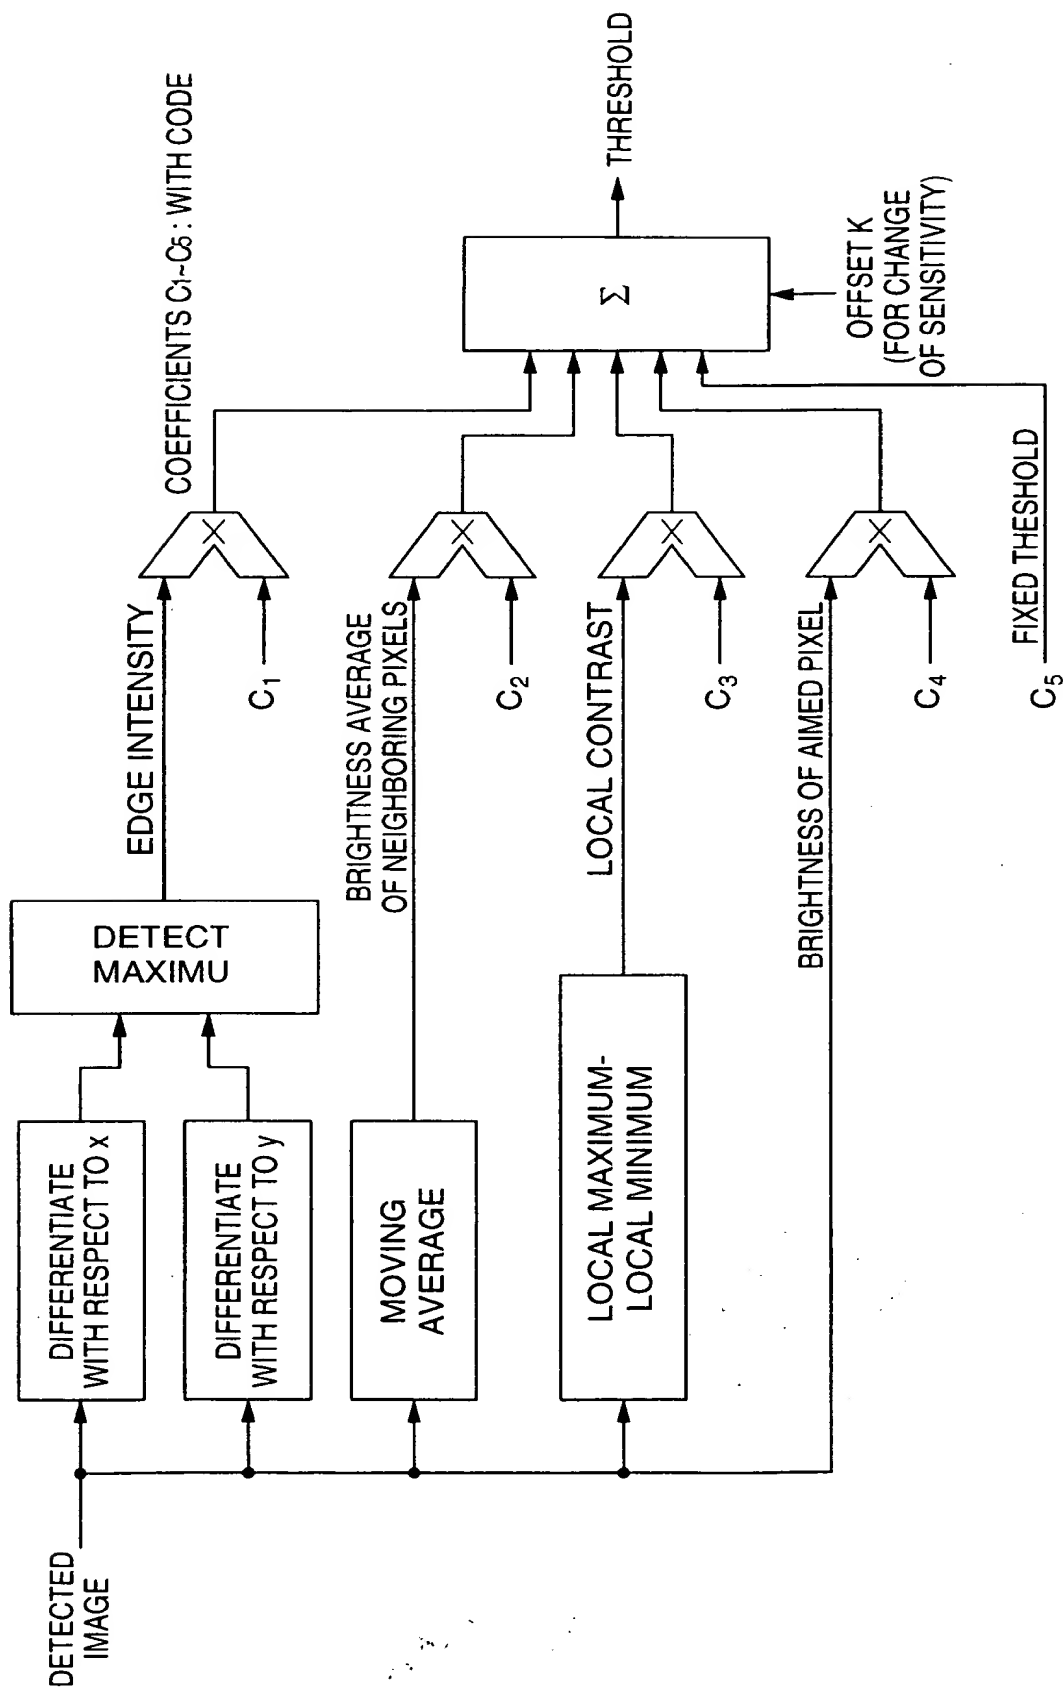 DETECTED
IMAGE
DIFFERENTIATE
WITH RESPECT TO x
DIFFERENTIATE
WITH RESPECT TO y
MOVING
AVERAGE
LOCAL MAXIMUM-
LOCAL MINIMUM
DETECT
MAXIMU
EDGE INTENSITY
BRIGHTNESS AVERAGE
OF NEIGHBORING PIXELS
LOCAL CONTRAST
BRIGHTNESS OF AIMED PIXEL
C1
C2
C3
C4
C5
FIXED THESHOLD
X
X
X
X
COEFFICIENTS C1~C5 : WITH CODE
Σ
OFFSET K
(FOR CHANGE
OF SENSITIVITY)
THRESHOLD